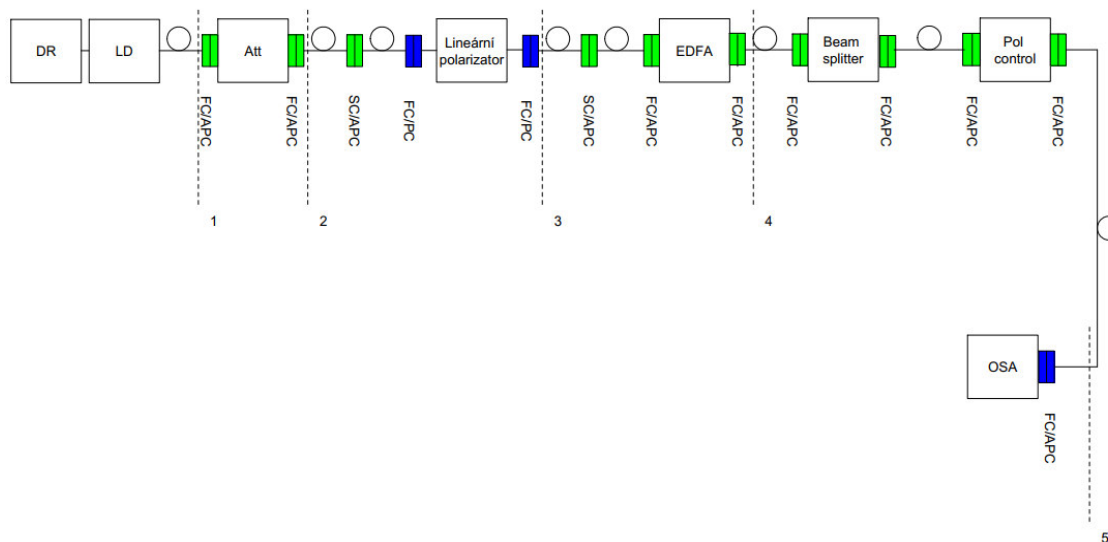 DR
LD
Att
Lineární
polarizator
EDFA
Beam
splitter
Pol
control
FC/APC
FC/APC
SC/APC
FC/PC
FC/PC
SC/APC
FC/APC
FC/APC
FC/APC
FC/APC
FC/APC
FC/APC
1
2
3
4
OSA
FC/APC
5